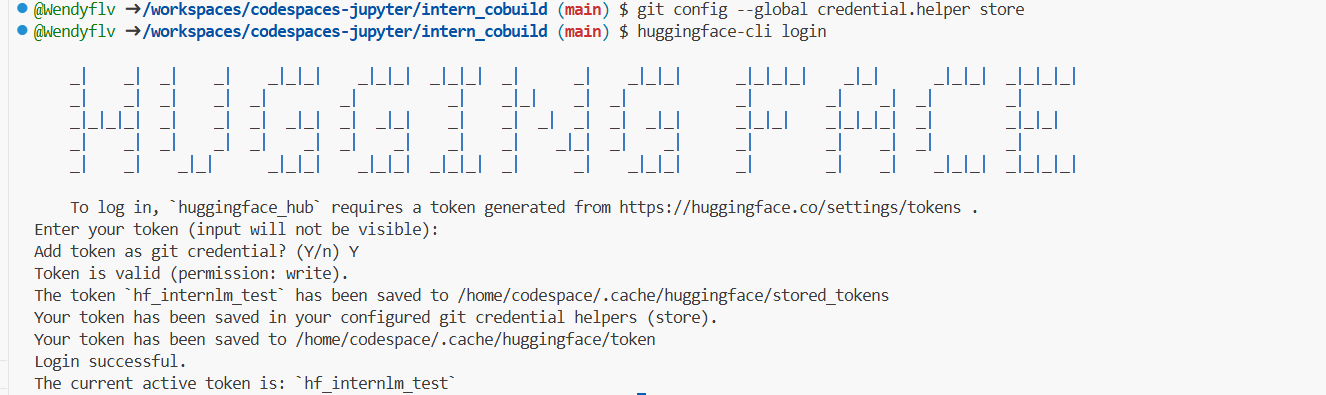 @Wendyflv ➜/workspaces/codespaces-jupyter/intern_cobuild (main) $ git config --global credential.helper store
@Wendyflv ➜/workspaces/codespaces-jupyter/intern_cobuild (main) $ huggingface-cli login
HUGGING FACE
To log in, `huggingface_hub` requires a token generated from https://huggingface.co/settings/tokens .
Enter your token (input will not be visible):
Add token as git credential? (Y/n) Y
Token is valid (permission: write).
The token `hf_internlm_test` has been saved to /home/codespace/.cache/huggingface/stored_tokens
Your token has been saved in your configured git credential helpers (store).
Your token has been saved to /home/codespace/.cache/huggingface/token
Login successful.
The current active token is: `hf_internlm_test`